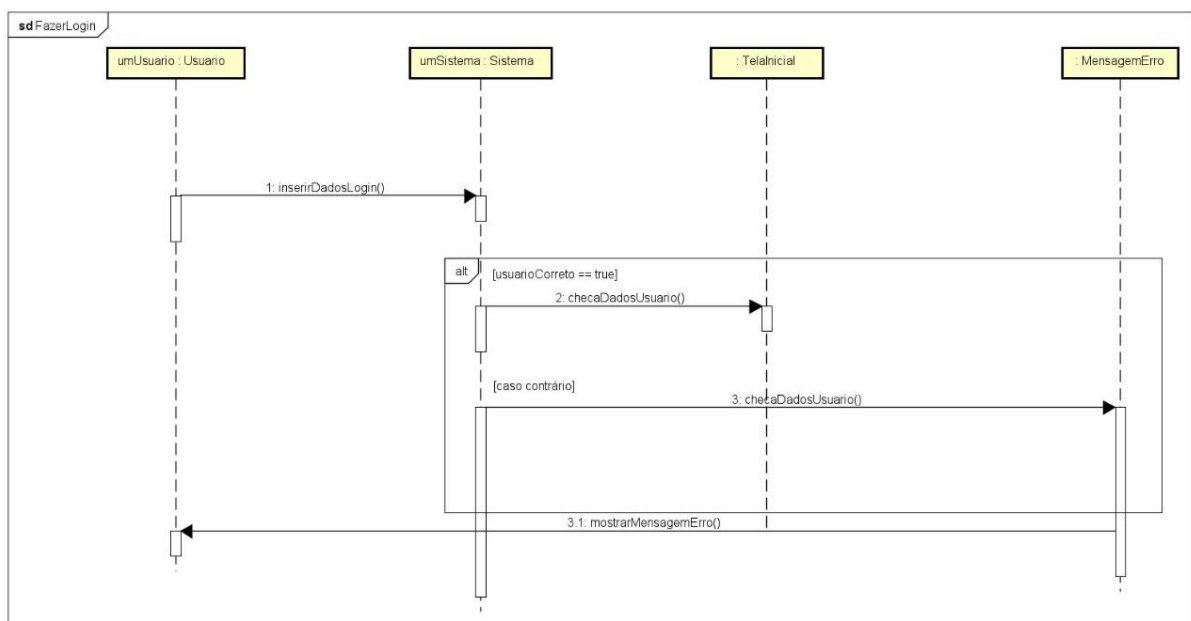 sd FazerLogin
umUsuario : Usuario
umSistema : Sistema
: TelaInicial
: MensagemErro
1: inserirDadosLogin()
alt
[usuarioCorreto == true]
2: checaDadosUsuario()
[caso contrário]
3: checaDadosUsuario()
3.1: mostrarMensagemErro()